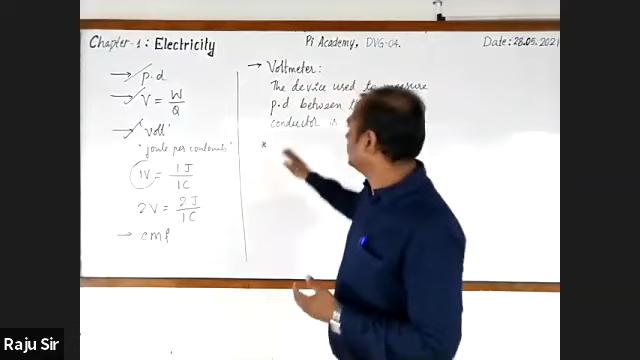 Chapter-1: Electricity
Pi Academy, DVG-04.
Date: 28.05.2021
→ p.d
→ V = W/Q
→ 'Volt'
"joule per coulomb"
1V = 1J/1C
2V = 2J/1C
→ emf
→ Voltmeter:
The device used to measure
p.d between
conductor is
*
Raju Sir